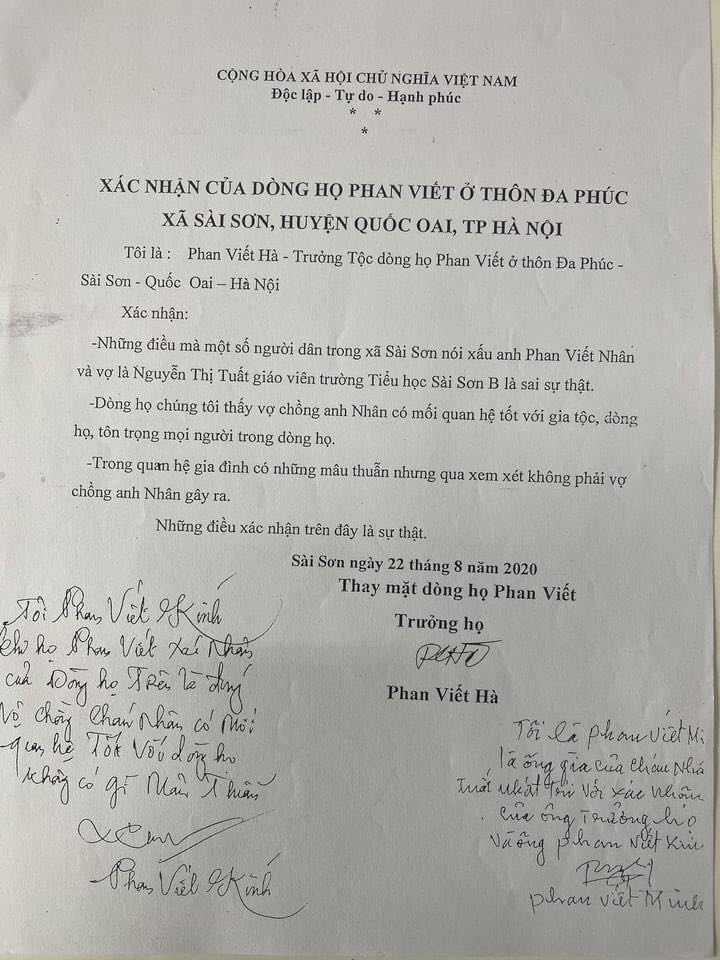 CỘNG HÒA XÃ HỘI CHỦ NGHĨA VIỆT NAM
Độc lập - Tự do - Hạnh phúc
* *
*
XÁC NHẬN CỦA DÒNG HỌ PHAN VIẾT Ở THÔN ĐA PHÚC
XÃ SÀI SƠN, HUYỆN QUỐC OAI, TP HÀ NỘI
Tôi là : Phan Viết Hà - Trưởng Tộc dòng họ Phan Viết ở thôn Đa Phúc -
Sài Sơn - Quốc Oai – Hà Nội
Xác nhận:
-Những điều mà một số người dân trong xã Sài Sơn nói xấu anh Phan Viết Nhân
và vợ là Nguyễn Thị Tuất giáo viên trường Tiểu học Sài Sơn B là sai sự thật.
-Dòng họ chúng tôi thấy vợ chồng anh Nhân có mối quan hệ tốt với gia tộc, dòng
họ, tôn trọng mọi người trong dòng họ.
-Trong quan hệ gia đình có những mâu thuẫn nhưng qua xem xét không phải vợ
chồng anh Nhân gây ra.
Những điều xác nhận trên đây là sự thật.
Sài Sơn ngày 22 tháng 8 năm 2020
Thay mặt dòng họ Phan Viết
Trưởng họ
Phan Viết Hà
Tôi Phan Viết Kính
họ Phan Viết Xác Nhận
của Dòng họ Trên là đúng
Vợ chồng cháu Nhân có Mối
quan hệ Tốt Với dòng họ
không có gì Mâu Thuẫn
Phan Viết Kính
Tôi là phan viết Mi
là ông gia của cháu Nhâ
Tuất nhất trí với xác nhận
của ông Trưởng họ
và ông phan viết Kín
phan viết Minh